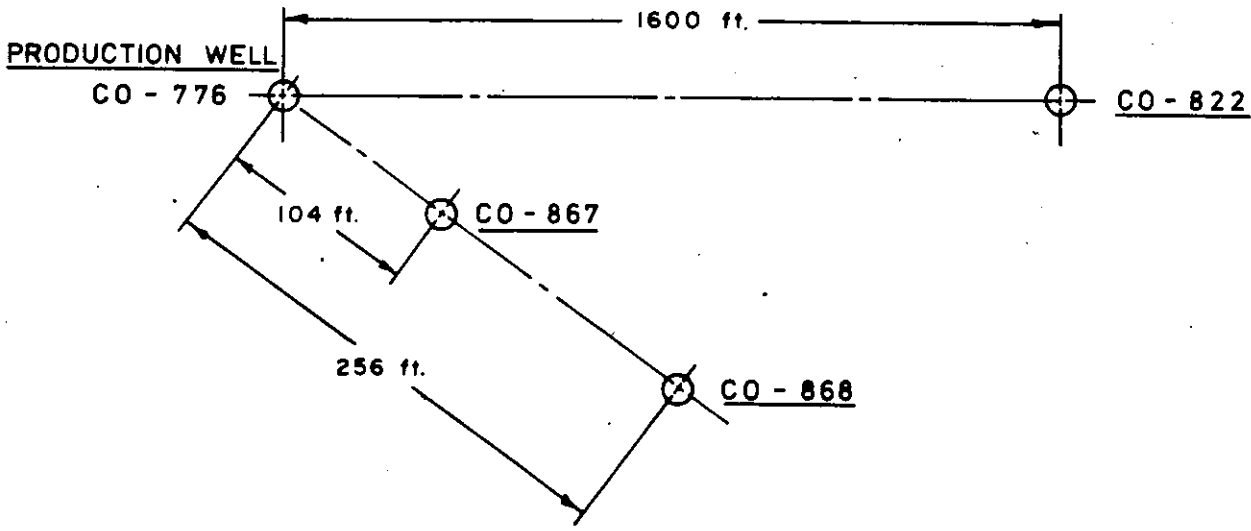 1600 ft.
PRODUCTION WELL
CO - 776
CO - 822
104 ft.
CO - 867
256 ft.
CO - 868